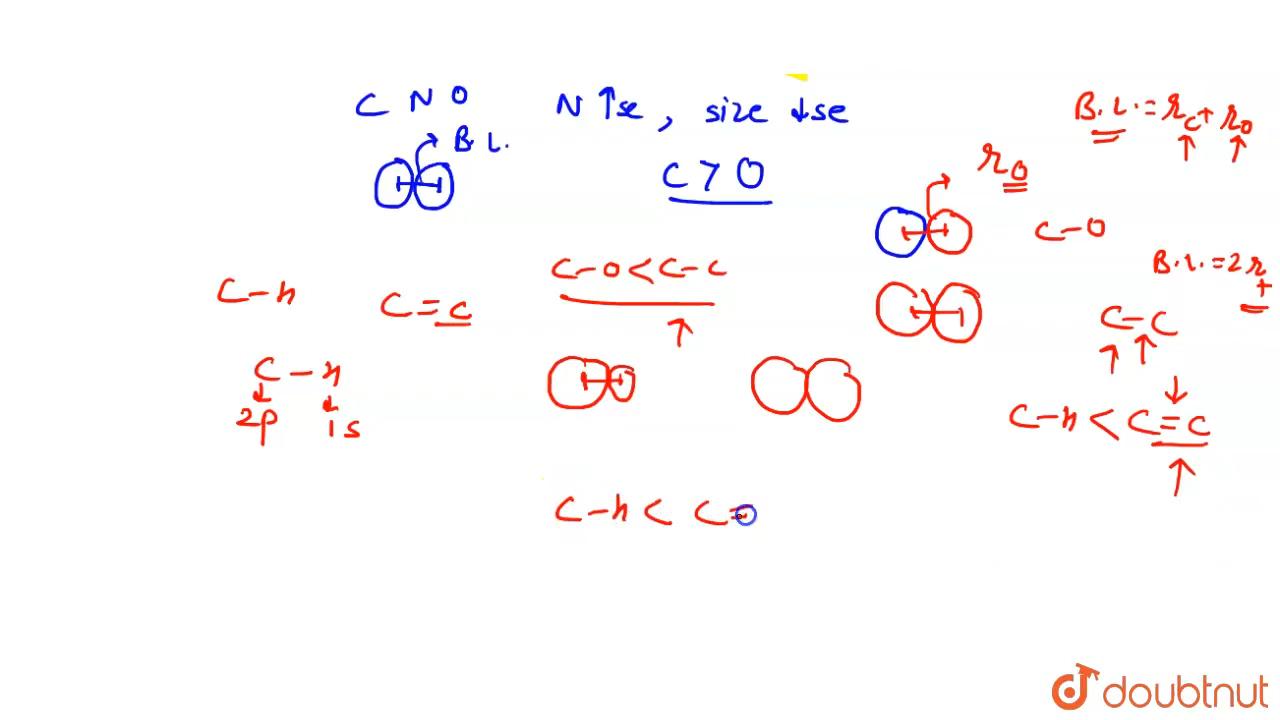 C N O
N ↑se, size ↓se
B.L. = r_C + r_O
B.L.
C > O
r_O
C-O
C-O < C-C
B.L. = 2r
C-H
C=C
C-C
C-H
2p 1s
C-H < C=C
C-H < C=
doubtnut